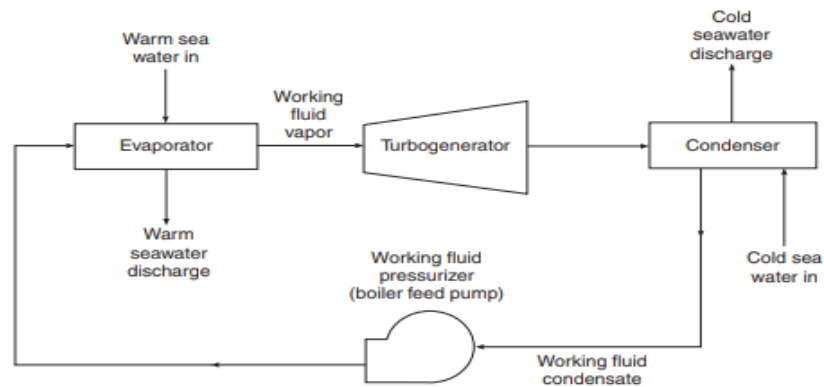 Warm sea
water in
Cold
seawater
discharge
Working
fluid
vapor
Evaporator
Turbogenerator
Condenser
Warm
seawater
discharge
Working fluid
pressurizer
(boiler feed pump)
Cold sea
water in
Working fluid
condensate